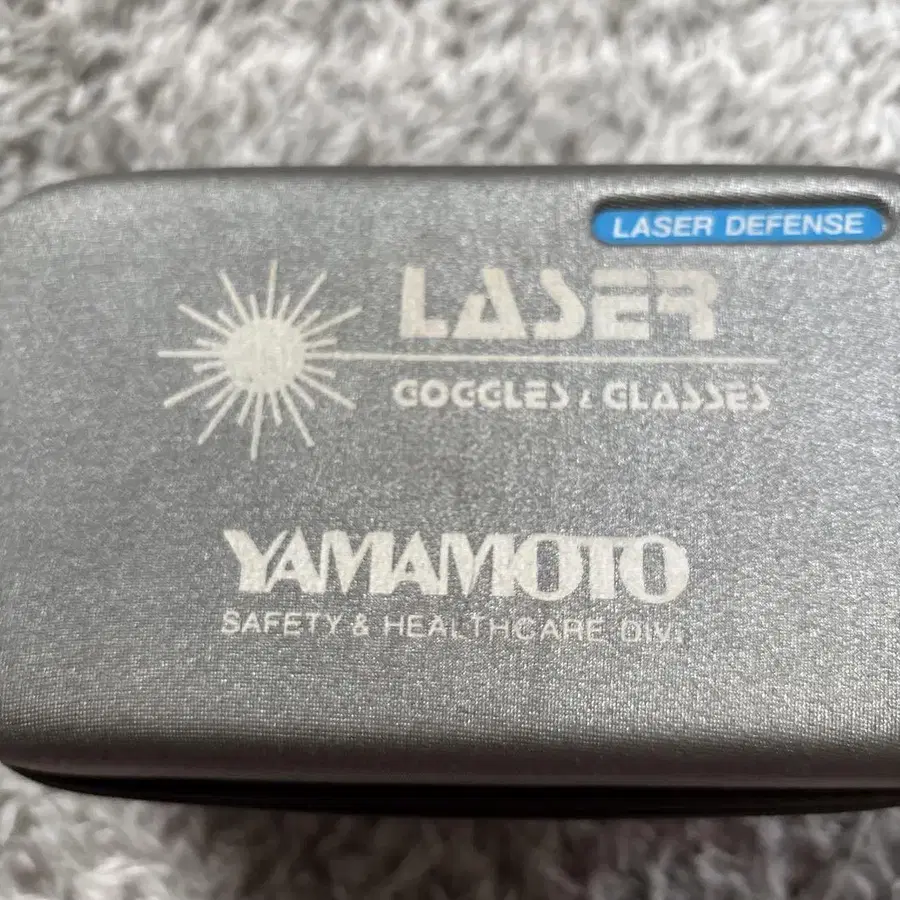 LASER DEFENSE
LASER
GOGGLES & GLASSES
YAMAMOTO
SAFETY & HEALTHCARE DIV.